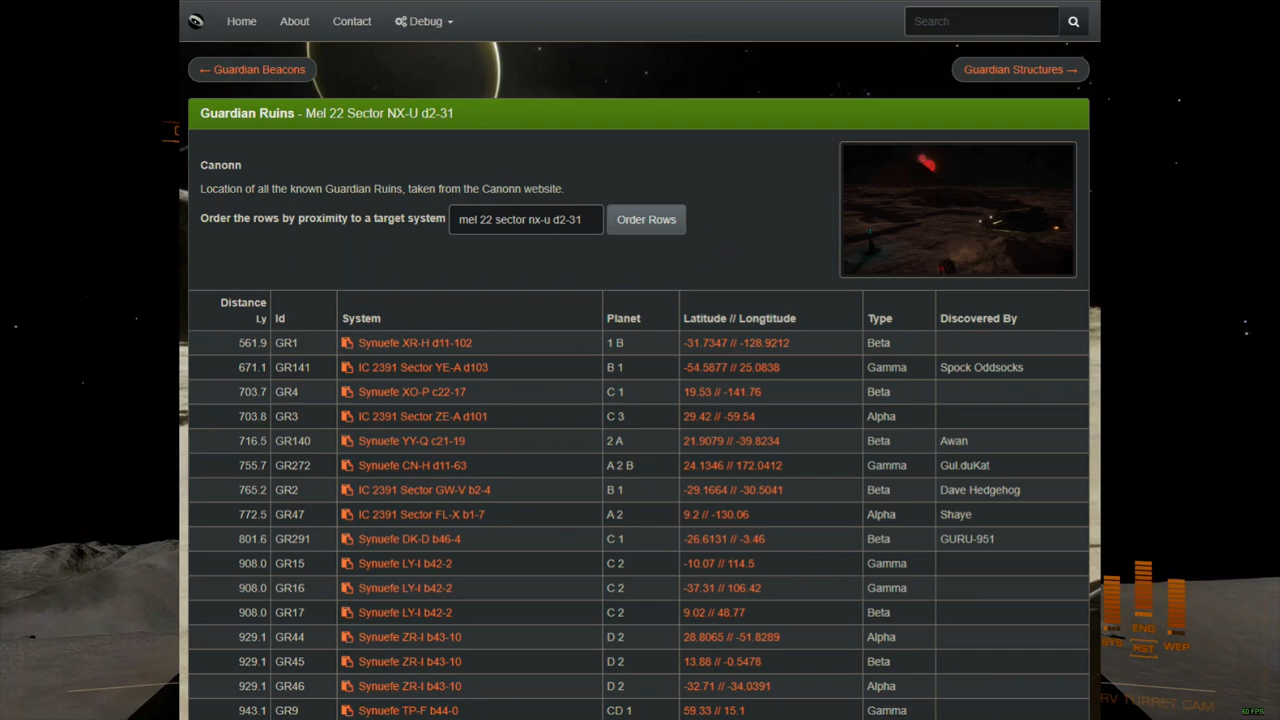 Home About Contact Debug Search
← Guardian Beacons Guardian Structures →
Guardian Ruins - Mel 22 Sector NX-U d2-31
Canonn
Location of all the known Guardian Ruins, taken from the Canonn website.
Order the rows by proximity to a target system mel 22 sector nx-u d2-31 Order Rows
Distance Ly Id System Planet Latitude // Longtitude Type Discovered By
561.9 GR1 Synuefe XR-H d11-102 1 B -31.7347 // -128.9212 Beta
671.1 GR141 IC 2391 Sector YE-A d103 B 1 -54.5877 // 25.0838 Gamma Spock Oddsocks
703.7 GR4 Synuefe XO-P c22-17 C 1 19.53 // -141.76 Beta
703.8 GR3 IC 2391 Sector ZE-A d101 C 3 29.42 // -59.54 Alpha
716.5 GR140 Synuefe YY-Q c21-19 2 A 21.9079 // -39.8234 Beta Awan
755.7 GR272 Synuefe CN-H d11-63 A 2 B 24.1346 // 172.0412 Gamma Gul.duKat
765.2 GR2 IC 2391 Sector GW-V b2-4 B 1 -29.1664 // -30.5041 Beta Dave Hedgehog
772.5 GR47 IC 2391 Sector FL-X b1-7 A 2 9.2 // -130.06 Alpha Shaye
801.6 GR291 Synuefe DK-D b46-4 C 1 -26.6131 // -3.46 Beta GURU-951
908.0 GR15 Synuefe LY-I b42-2 C 2 -10.07 // 114.5 Gamma
908.0 GR16 Synuefe LY-I b42-2 C 2 -37.31 // 106.42 Gamma
908.0 GR17 Synuefe LY-I b42-2 C 2 9.02 // 48.77 Beta
929.1 GR44 Synuefe ZR-I b43-10 D 2 28.8065 // -51.8289 Alpha
929.1 GR45 Synuefe ZR-I b43-10 D 2 13.88 // -0.5478 Beta
929.1 GR46 Synuefe ZR-I b43-10 D 2 -32.71 // -34.0391 Alpha
943.1 GR9 Synuefe TP-F b44-0 CD 1 59.33 // 15.1 Gamma
SYS ENG WEP
RST
RV TURRET CAM
60 FPS